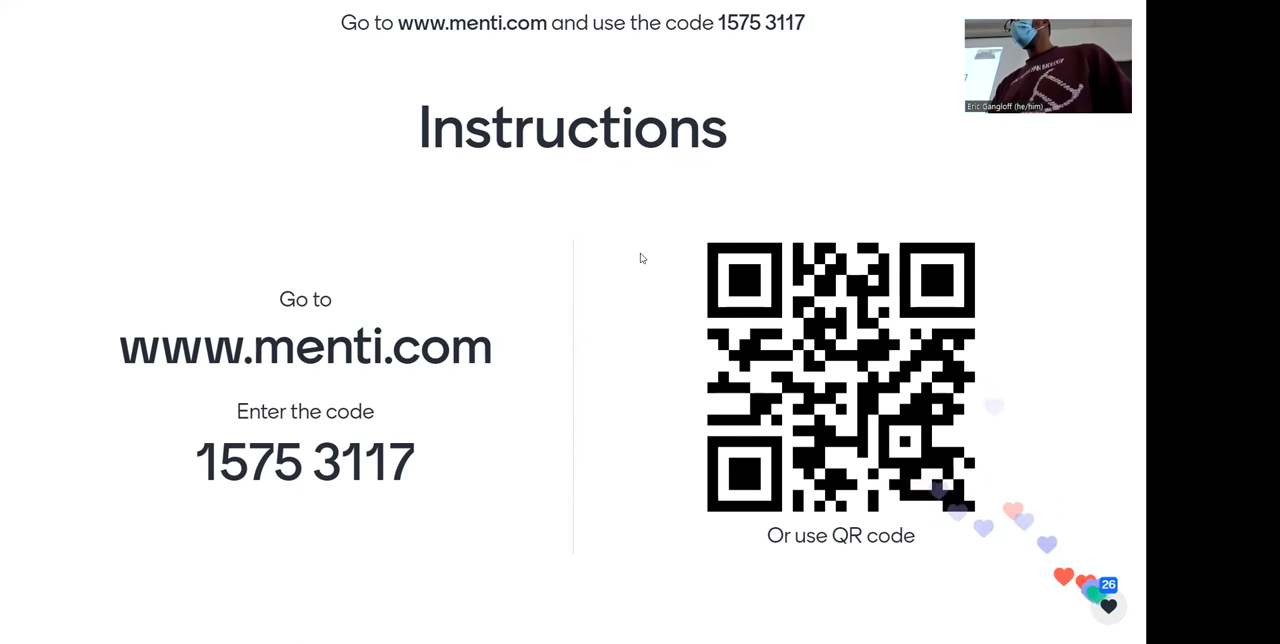 Go to www.menti.com and use the code 1575 3117
Eric Gangloff (he/him)
Instructions
Go to
www.menti.com
Enter the code
1575 3117
Or use QR code
26